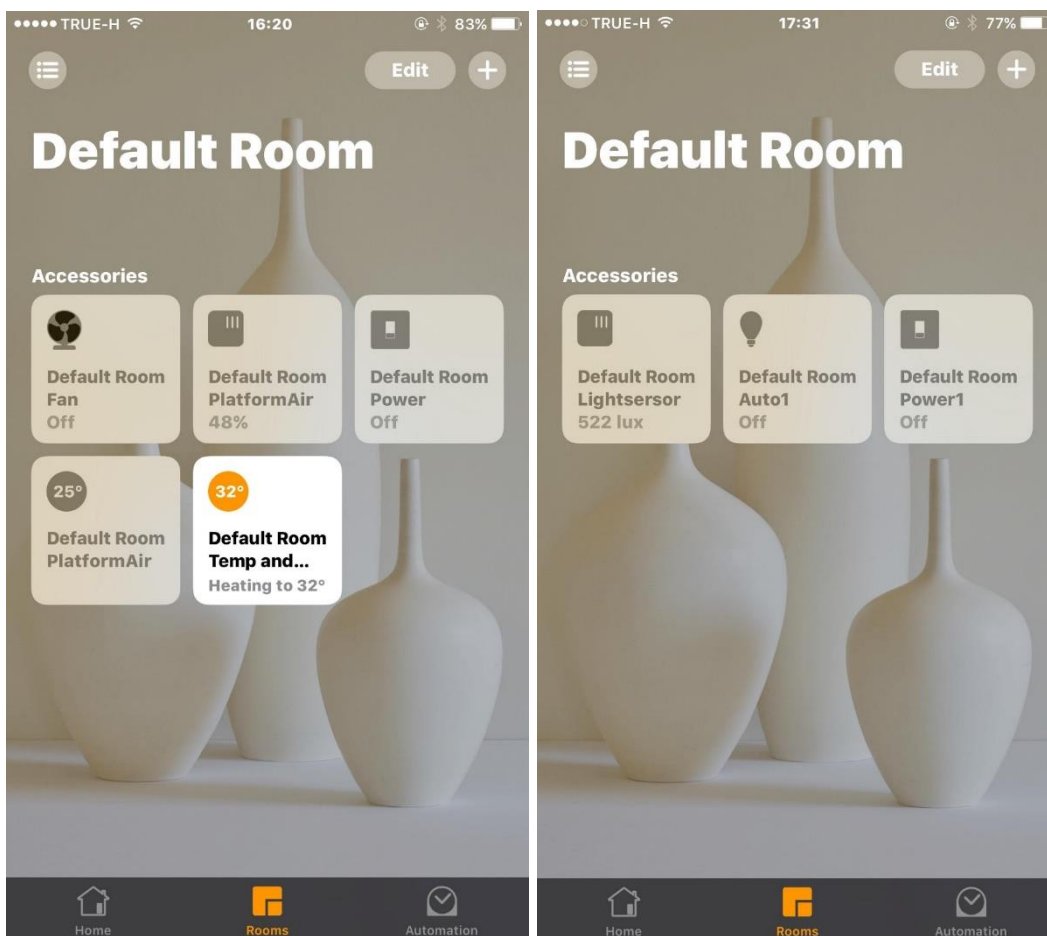 TRUE-H 16:20 83%
Edit
Default Room
Accessories
Default Room
Fan
Off
Default Room
PlatformAir
48%
Default Room
Power
Off
25°
Default Room
PlatformAir
32°
Default Room
Temp and...
Heating to 32°
Home Rooms Automation
TRUE-H 17:31 77%
Edit
Default Room
Accessories
Default Room
Lightsersor
522 lux
Default Room
Auto1
Off
Default Room
Power1
Off
Home Rooms Automation